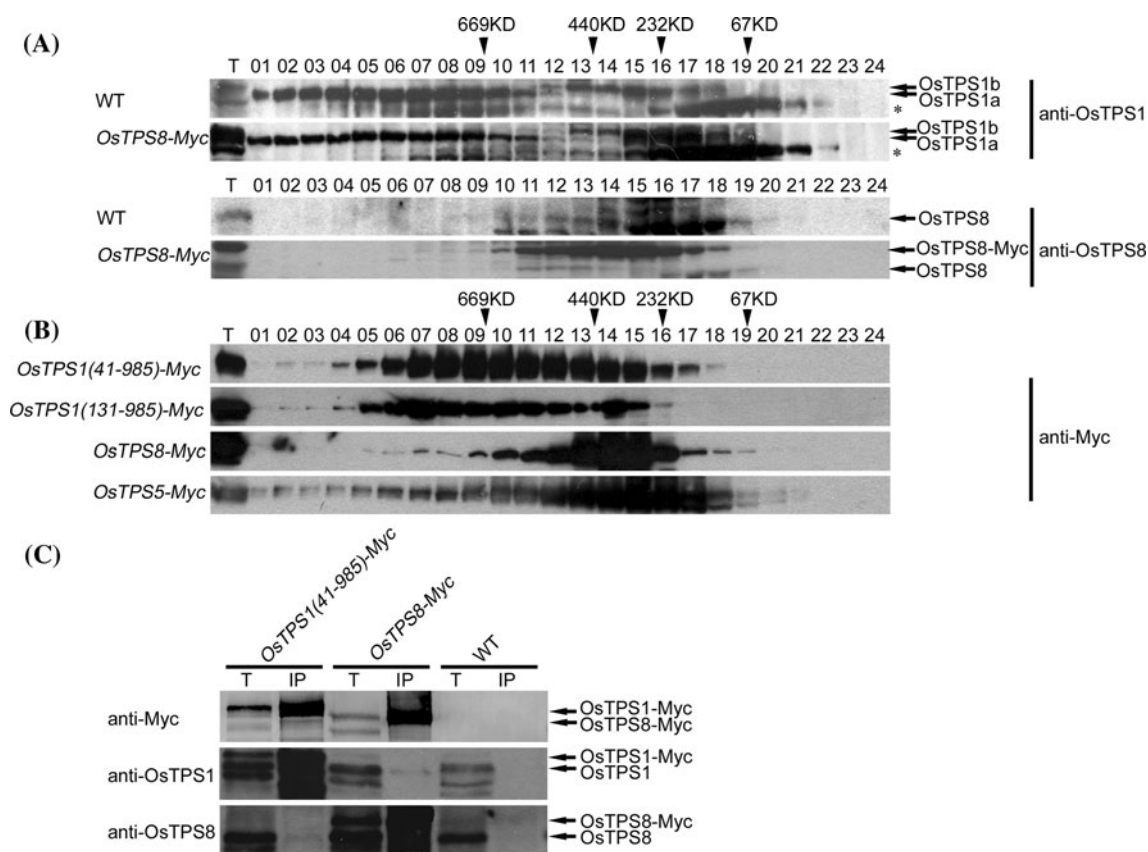 (A)
669KD 440KD 232KD 67KD
T 01 02 03 04 05 06 07 08 09 10 11 12 13 14 15 16 17 18 19 20 21 22 23 24
WT
OsTPS1b
OsTPS1a
*
OsTPS8-Myc
OsTPS1b
OsTPS1a
*
anti-OsTPS1
T 01 02 03 04 05 06 07 08 09 10 11 12 13 14 15 16 17 18 19 20 21 22 23 24
WT
OsTPS8
OsTPS8-Myc
OsTPS8-Myc
OsTPS8
anti-OsTPS8
(B)
669KD 440KD 232KD 67KD
T 01 02 03 04 05 06 07 08 09 10 11 12 13 14 15 16 17 18 19 20 21 22 23 24
OsTPS1(41-985)-Myc
OsTPS1(131-985)-Myc
OsTPS8-Myc
OsTPS5-Myc
anti-Myc
(C)
OsTPS1(41-985)-Myc
OsTPS8-Myc
WT
T IP T IP T IP
anti-Myc
OsTPS1-Myc
OsTPS8-Myc
anti-OsTPS1
OsTPS1-Myc
OsTPS1
anti-OsTPS8
OsTPS8-Myc
OsTPS8